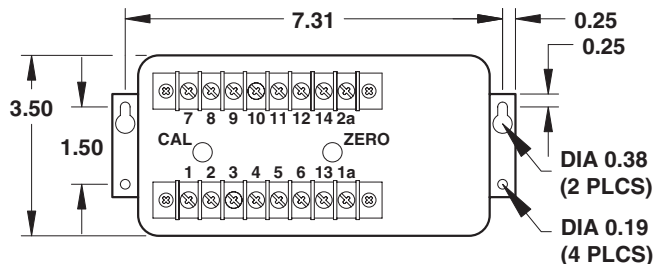 7.31
0.25
0.25
3.50
7 8 9 10 11 12 14 2a
1.50
CAL
ZERO
1 2 3 4 5 6 13 1a
DIA 0.38
(2 PLCS)
DIA 0.19
(4 PLCS)